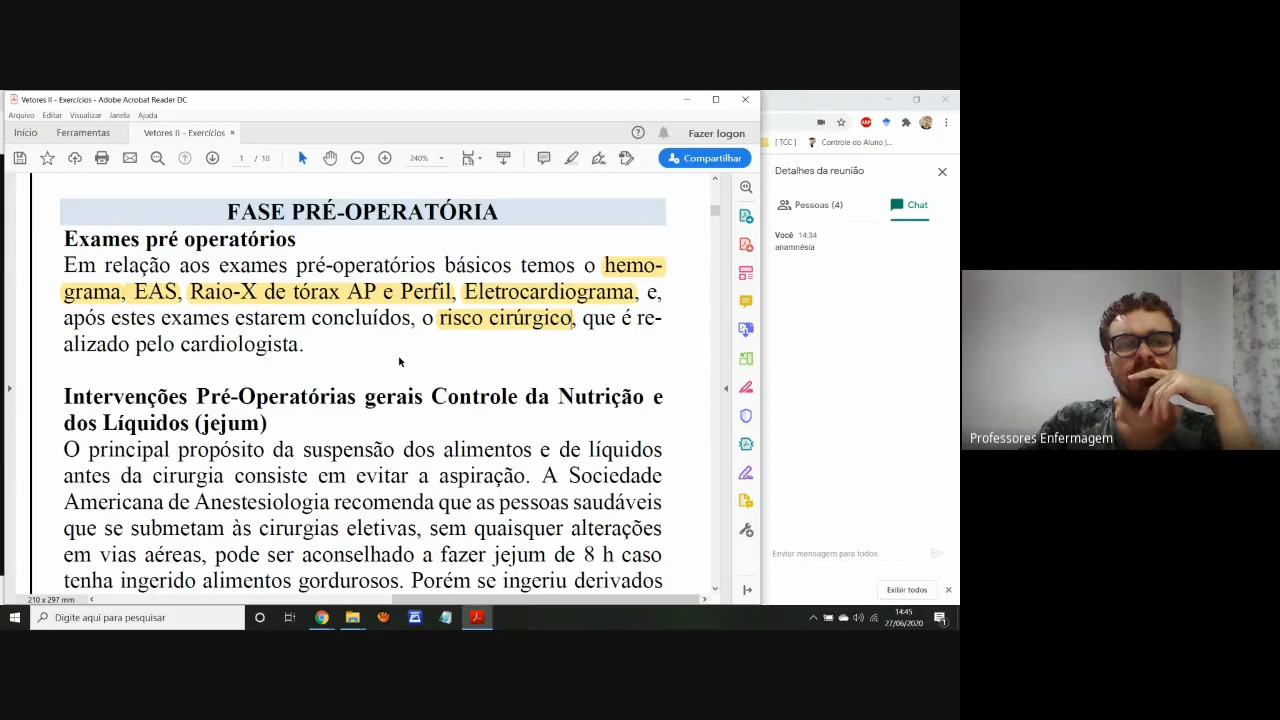 Vetores II - Exercícios - Adobe Acrobat Reader DC
Arquivo Editar Visualizar Janela Ajuda
Início Ferramentas Vetores II - Exercícios × Fazer logon
1 / 10 240% Compartilhar
FASE PRÉ-OPERATÓRIA
Exames pré operatórios
Em relação aos exames pré-operatórios básicos temos o hemo-
grama, EAS, Raio-X de tórax AP e Perfil, Eletrocardiograma, e,
após estes exames estarem concluídos, o risco cirúrgico, que é re-
alizado pelo cardiologista.
Intervenções Pré-Operatórias gerais Controle da Nutrição e
dos Líquidos (jejum)
O principal propósito da suspensão dos alimentos e de líquidos
antes da cirurgia consiste em evitar a aspiração. A Sociedade
Americana de Anestesiologia recomenda que as pessoas saudáveis
que se submetam às cirurgias eletivas, sem quaisquer alterações
em vias aéreas, pode ser aconselhado a fazer jejum de 8 h caso
tenha ingerido alimentos gordurosos. Porém se ingeriu derivados
210 x 297 mm
ABP
[ TCC ] Controle do Aluno |...
Detalhes da reunião
Pessoas (4) Chat
Você 14:34
anamnésia
Enviar mensagem para todos
Exibir todos
Professores Enfermagem
Digite aqui para pesquisar
14:45
27/06/2020
1